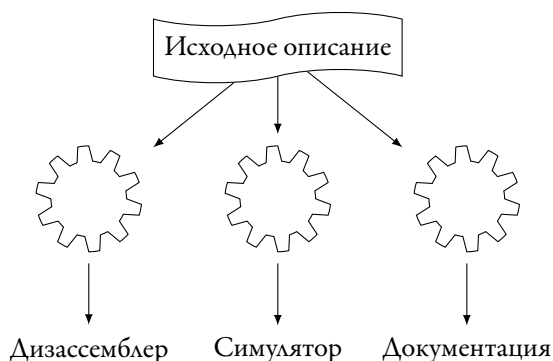 Исходное описание
Дизассемблер Симулятор Документация